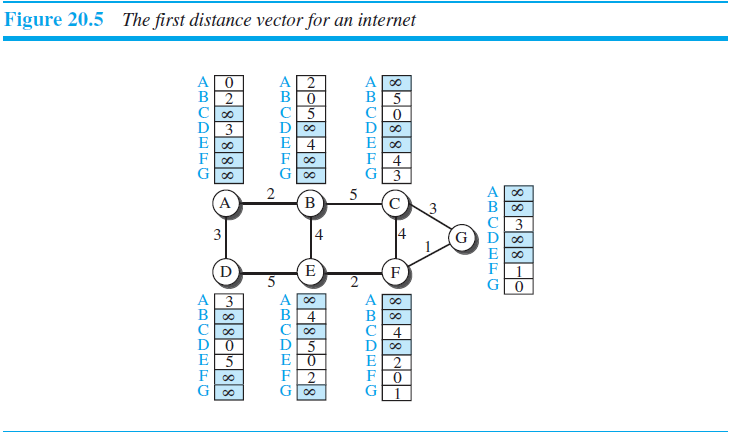 Figure 20.5 The first distance vector for an internet
A 0 A 2 A ∞
B 2 B 0 B 5
C ∞ C 5 C 0
D 3 D ∞ D ∞
E ∞ E 4 E ∞
F ∞ F ∞ F 4
G ∞ G ∞ G 3
A 2 B 5 C 3
3 4 4 1 G
D 5 E 2 F
A ∞
B ∞
C 3
D ∞
E ∞
F 1
G 0
A 3 A ∞ A ∞
B ∞ B 4 B ∞
C ∞ C ∞ C 4
D 0 D 5 D ∞
E 5 E 0 E 2
F ∞ F 2 F 0
G ∞ G ∞ G 1